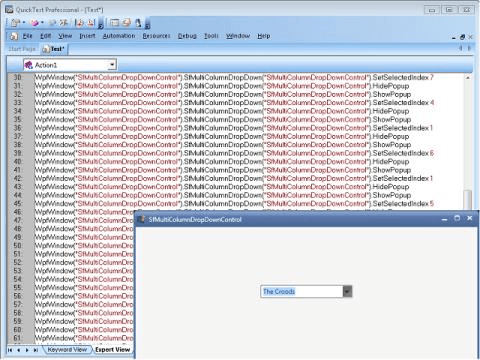 QuickTest Professional - [Test*]
File Edit View Insert Automation Resources Debug Tools Window Help
Start Page Test*
Action1
30: WpfWindow("SfMultiColumnDropDownControl").SfMultiColumnDropDown("SfMultiColumnDropDownControl").SetSelectedIndex 7
31: WpfWindow("SfMultiColumnDropDownControl").SfMultiColumnDropDown("SfMultiColumnDropDownControl").HidePopup
32: WpfWindow("SfMultiColumnDropDownControl").SfMultiColumnDropDown("SfMultiColumnDropDownControl").ShowPopup
33: WpfWindow("SfMultiColumnDropDownControl").SfMultiColumnDropDown("SfMultiColumnDropDownControl").SetSelectedIndex 4
34: WpfWindow("SfMultiColumnDropDownControl").SfMultiColumnDropDown("SfMultiColumnDropDownControl").HidePopup
35: WpfWindow("SfMultiColumnDropDownControl").SfMultiColumnDropDown("SfMultiColumnDropDownControl").ShowPopup
36: WpfWindow("SfMultiColumnDropDownControl").SfMultiColumnDropDown("SfMultiColumnDropDownControl").SetSelectedIndex 1
37: WpfWindow("SfMultiColumnDropDownControl").SfMultiColumnDropDown("SfMultiColumnDropDownControl").HidePopup
38: WpfWindow("SfMultiColumnDropDownControl").SfMultiColumnDropDown("SfMultiColumnDropDownControl").ShowPopup
39: WpfWindow("SfMultiColumnDropDownControl").SfMultiColumnDropDown("SfMultiColumnDropDownControl").SetSelectedIndex 6
40: WpfWindow("SfMultiColumnDropDownControl").SfMultiColumnDropDown("SfMultiColumnDropDownControl").HidePopup
41: WpfWindow("SfMultiColumnDropDownControl").SfMultiColumnDropDown("SfMultiColumnDropDownControl").ShowPopup
42: WpfWindow("SfMultiColumnDropDownControl").SfMultiColumnDropDown("SfMultiColumnDropDownControl").SetSelectedIndex 1
43: WpfWindow("SfMultiColumnDropDownControl").SfMultiColumnDropDown("SfMultiColumnDropDownControl").HidePopup
44: WpfWindow("SfMultiColumnDropDownControl").SfMultiColumnDropDown("SfMultiColumnDropDownControl").ShowPopup
45: WpfWindow("SfMultiColumnDropDownControl").SfMultiColumnDropDown("SfMultiColumnDropDownControl").SetSelectedIndex 5
46: WpfWindow("SfMultiColumnDro
47: WpfWindow("SfMultiColumnDro
48: WpfWindow("SfMultiColumnDro
49: WpfWindow("SfMultiColumnDro
50: WpfWindow("SfMultiColumnDro
51: WpfWindow("SfMultiColumnDro
52: WpfWindow("SfMultiColumnDro
53: WpfWindow("SfMultiColumnDro
54: WpfWindow("SfMultiColumnDro
55: WpfWindow("SfMultiColumnDro
56: WpfWindow("SfMultiColumnDro
57: WpfWindow("SfMultiColumnDro
58: WpfWindow("SfMultiColumnDro
59: WpfWindow("SfMultiColumnDro
60: WpfWindow("SfMultiColumnDro
61: WpfWindow("SfMultiColumnDro
SfMultiColumnDropDownControl
The Croods
Keyword View Expert View